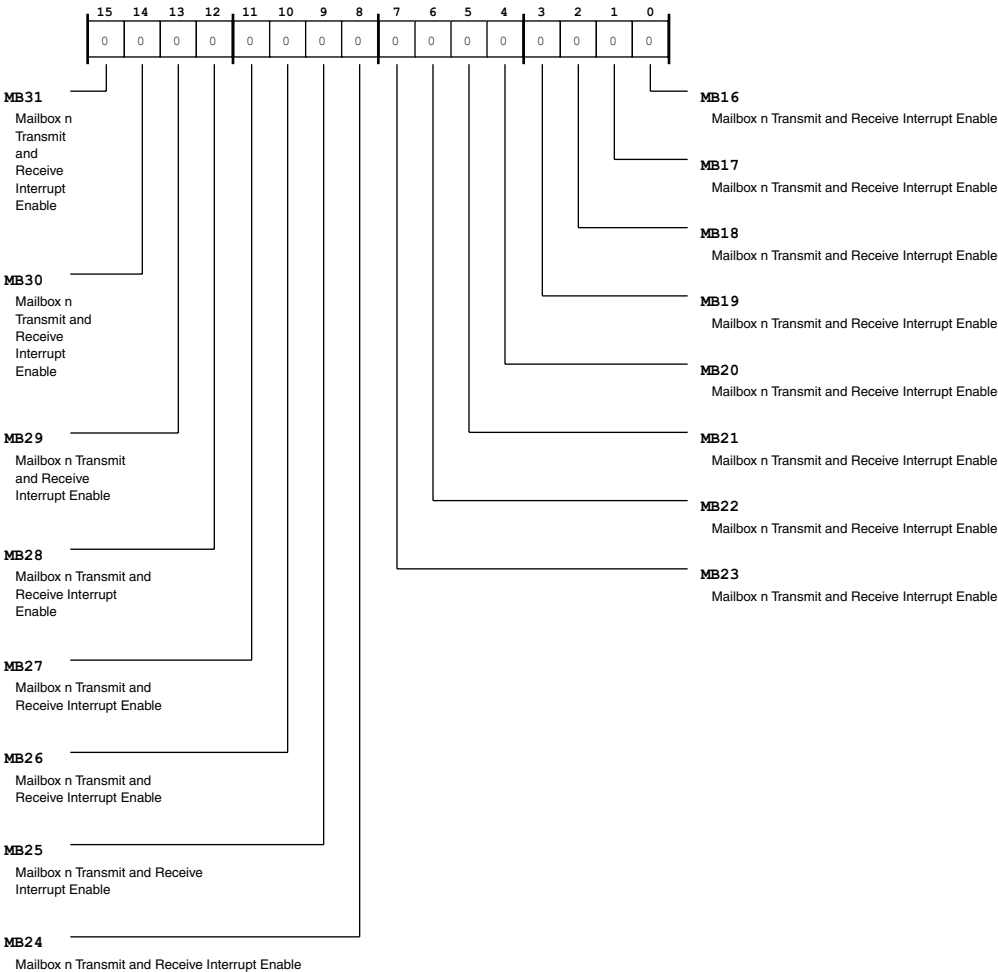 15 14 13 12 11 10 9 8 7 6 5 4 3 2 1 0
0 0 0 0 0 0 0 0 0 0 0 0 0 0 0 0
MB31
Mailbox n
Transmit
and
Receive
Interrupt
Enable
MB30
Mailbox n
Transmit and
Receive
Interrupt
Enable
MB29
Mailbox n Transmit
and Receive
Interrupt Enable
MB28
Mailbox n Transmit and
Receive Interrupt
Enable
MB27
Mailbox n Transmit and
Receive Interrupt Enable
MB26
Mailbox n Transmit and
Receive Interrupt Enable
MB25
Mailbox n Transmit and Receive
Interrupt Enable
MB24
Mailbox n Transmit and Receive Interrupt Enable
MB16
Mailbox n Transmit and Receive Interrupt Enable
MB17
Mailbox n Transmit and Receive Interrupt Enable
MB18
Mailbox n Transmit and Receive Interrupt Enable
MB19
Mailbox n Transmit and Receive Interrupt Enable
MB20
Mailbox n Transmit and Receive Interrupt Enable
MB21
Mailbox n Transmit and Receive Interrupt Enable
MB22
Mailbox n Transmit and Receive Interrupt Enable
MB23
Mailbox n Transmit and Receive Interrupt Enable